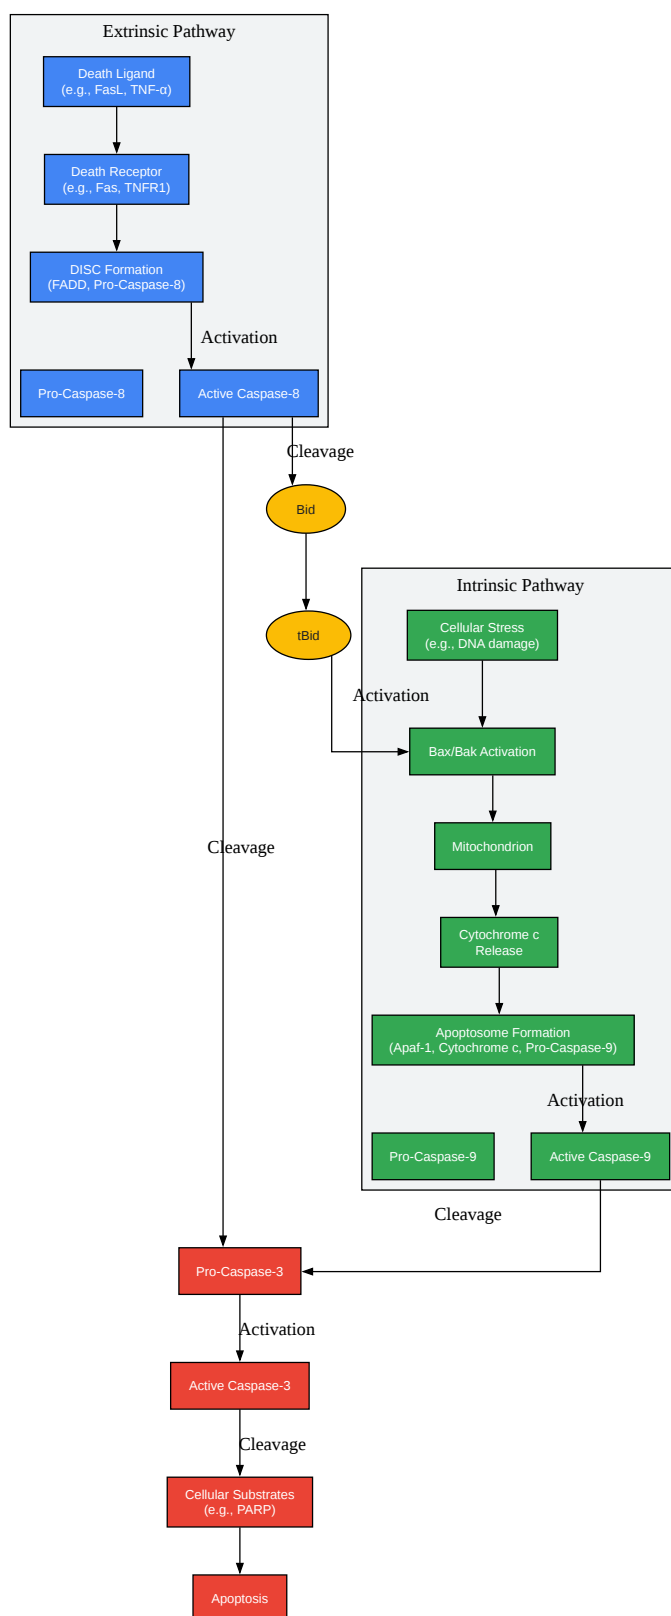 Extrinsic Pathway
Death Ligand
(e.g., FasL, TNF-α)
Death Receptor
(e.g., Fas, TNFR1)
DISC Formation
(FADD, Pro-Caspase-8)
Activation
Pro-Caspase-8
Active Caspase-8
Cleavage
Bid
tBid
Intrinsic Pathway
Cellular Stress
(e.g., DNA damage)
Activation
Bax/Bak Activation
Mitochondrion
Cleavage
Cytochrome c
Release
Apoptosome Formation
(Apaf-1, Cytochrome c, Pro-Caspase-9)
Activation
Pro-Caspase-9
Active Caspase-9
Cleavage
Pro-Caspase-3
Activation
Active Caspase-3
Cleavage
Cellular Substrates
(e.g., PARP)
Apoptosis